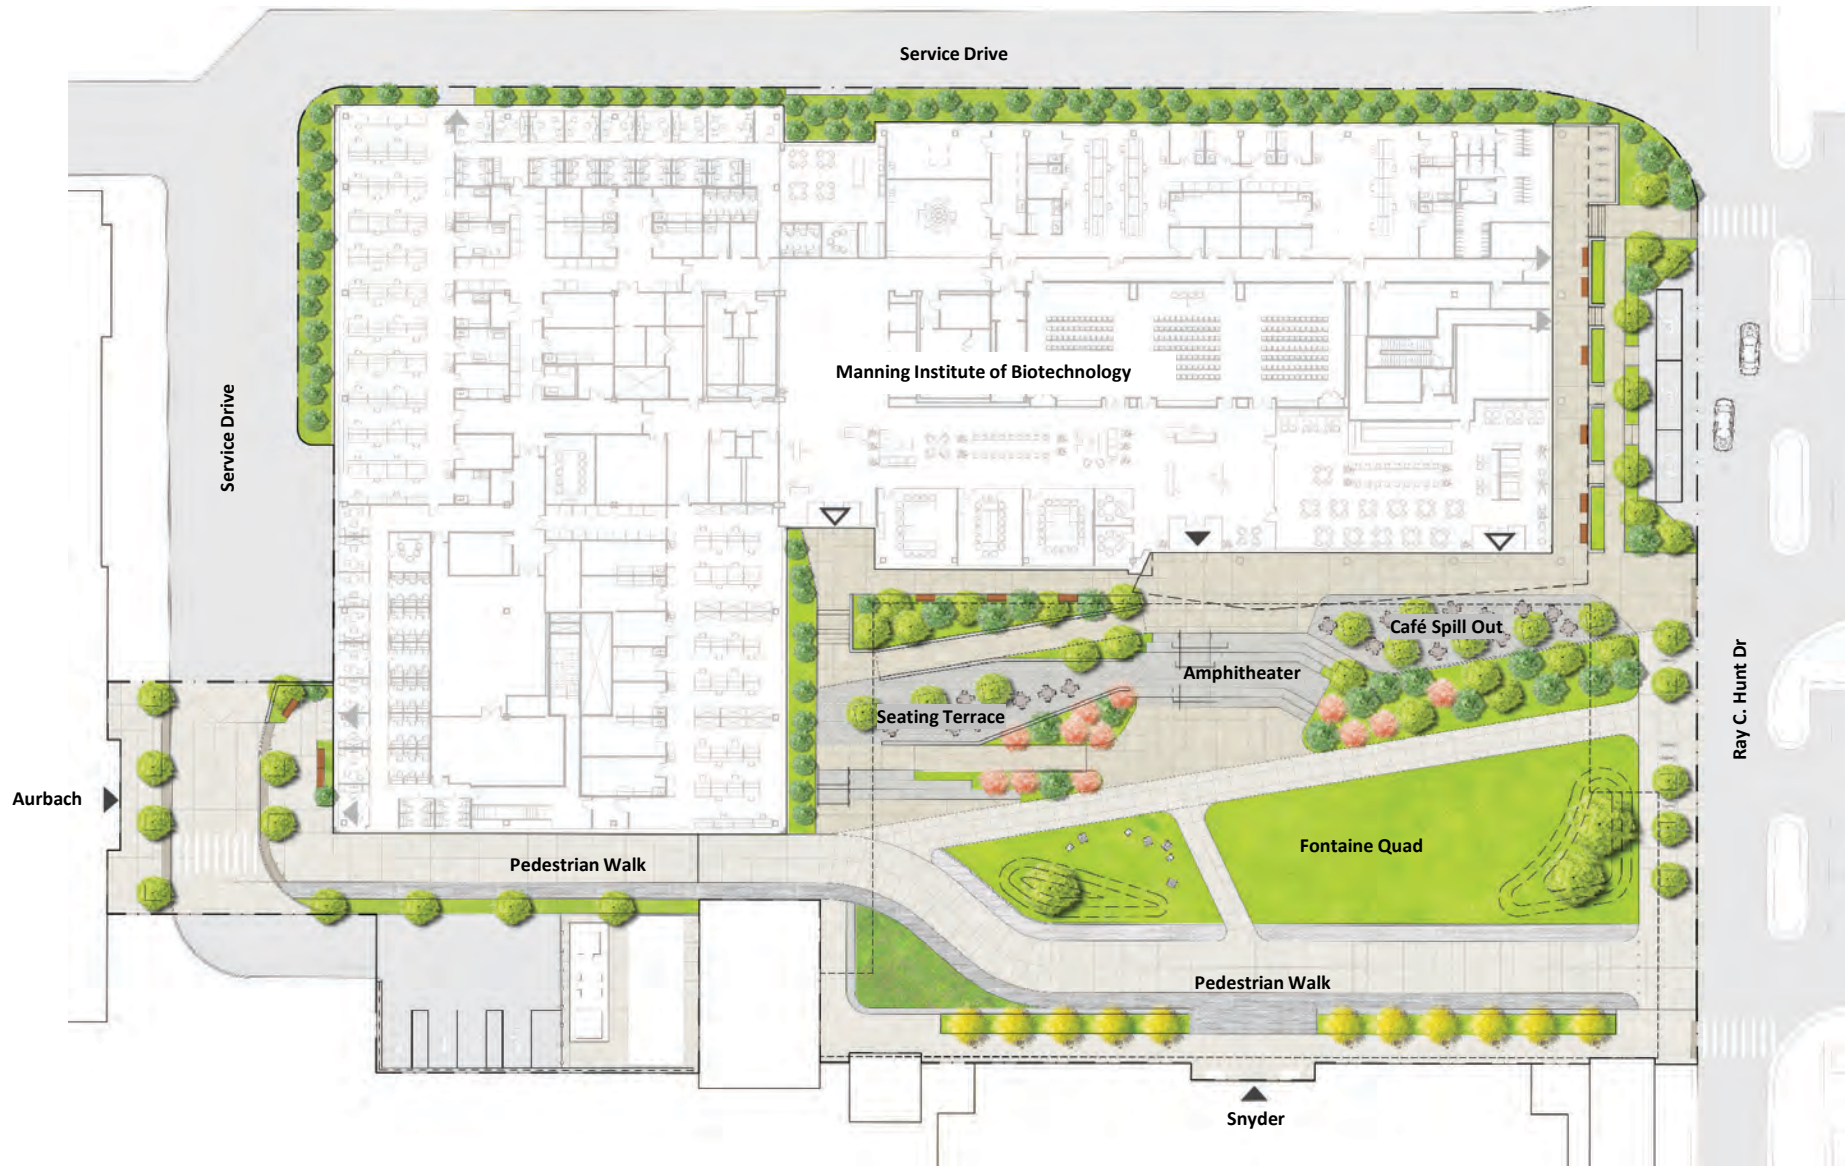 Service Drive
Manning Institute of Biotechnology
Service Drive
Café Spill Out
Amphitheater
Seating Terrace
Ray C. Hunt Dr
Aurbach
Fontaine Quad
Pedestrian Walk
Pedestrian Walk
Snyder